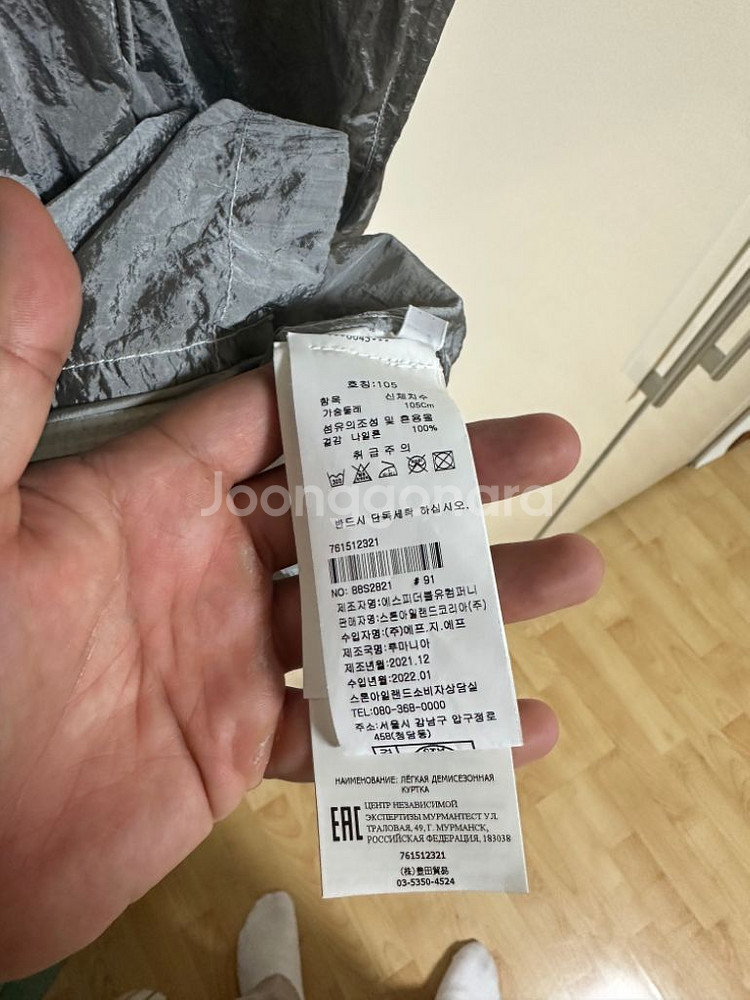 호칭:105
항목 신체치수
가슴둘레 105Cm
섬유의조성 및 혼용율
겉감 나일론 100%
취급주의
Joonggonara
반드시 단독세탁 하십시오.
761512321
NO: 88S2821 #91
제조자명:에스피더블유컴퍼니
판매자명:스톤아일랜드코리아(주)
수입자명:(주)에프.지.에프
제조국명:루마니아
제조년월:2021.12
수입년월:2022.01
스톤아일랜드소비자상담실
TEL:080-368-0000
주소:서울시 강남구 압구정로
458(청담동)
НАИМЕНОВАНИЕ: ЛЁГКАЯ ДЕМИСЕЗОННАЯ
КУРТКА
EAC
ЦЕНТР НЕЗАВИСИМОЙ
ЭКСПЕРТИЗЫ МУРМАНТЕСТ УЛ.
ТРАЛОВАЯ, 49, Г. МУРМАНСК,
РОССИЙСКАЯ ФЕДЕРАЦИЯ, 183038
761512321
(株)豊田貿易
03-5350-4524